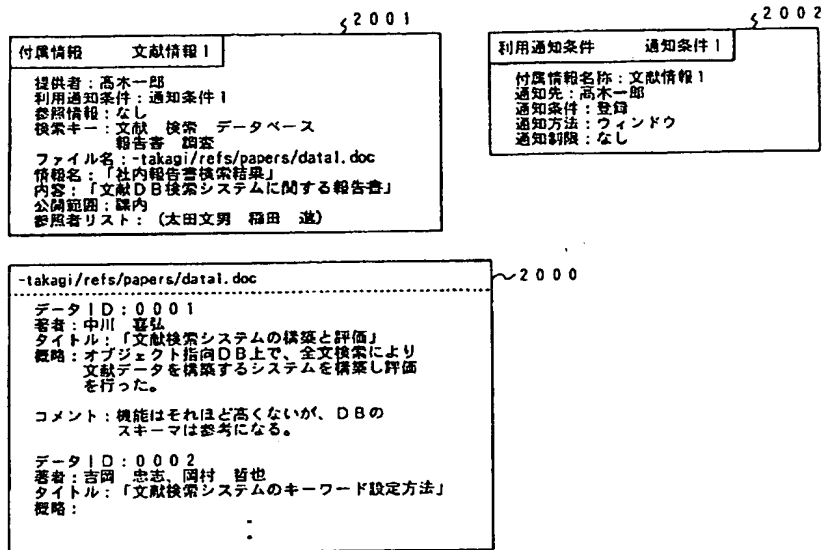 2001
付属情報 文献情報1
提供者:高木一郎
利用通知条件:通知条件1
参照情報:なし
検索キー:文献 検索 データベース
報告書 調査
ファイル名:~takagi/refs/papers/data1.doc
情報名:「社内報告書検索結果」
内容:「文献DB検索システムに関する報告書」
公開範囲:課内
参照者リスト:(太田文男 稲田 進)
2002
利用通知条件 通知条件1
付属情報名称:文献情報1
通知先:高木一郎
通知条件:登録
通知方法:ウィンドウ
通知制限:なし
2000
~takagi/refs/papers/data1.doc
データID:0001
著者:中川 喜弘
タイトル:「文献検索システムの構築と評価」
概略:オブジェクト指向DB上で、全文検索により
文献データを構築するシステムを構築し評価
を行った。
コメント:機能はそれほど高くないが、DBの
スキーマは参考になる。
データID:0002
著者:吉岡 忠志、岡村 哲也
タイトル:「文献検索システムのキーワード設定方法」
概略: